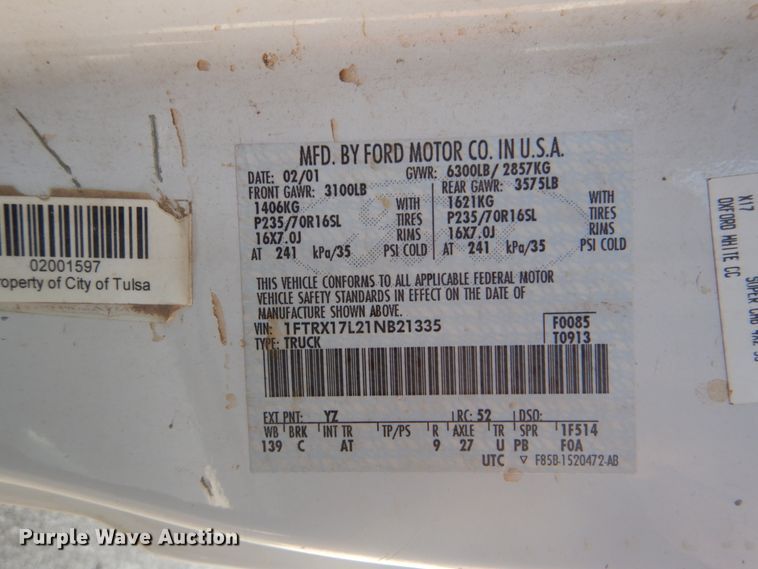 MFD. BY FORD MOTOR CO. IN U.S.A.
DATE: 02/01 GVWR: 6300LB/ 2857KG
FRONT GAWR: 3100LB REAR GAWR: 3575LB
1406KG WITH 1621KG WITH
P235/70R16SL TIRES P235/70R16SL TIRES
16X7.0J RIMS 16X7.0J RIMS
AT 241 kPa/35 PSI COLD AT 241 kPa/35 PSI COLD
THIS VEHICLE CONFORMS TO ALL APPLICABLE FEDERAL MOTOR
VEHICLE SAFETY STANDARDS IN EFFECT ON THE DATE OF
MANUFACTURE SHOWN ABOVE.
VIN: 1FTRX17L21NB21335 F0085
TYPE: TRUCK T0913
EXT PNT: YZ RC: 52 DSO:
WB BRK INT TR TP/PS R AXLE TR SPR 1F514
139 C AT 9 27 U PB F0A
UTC F85B-1520472-AB
02001597
roperty of City of Tulsa
X17
OXFORD WHITE CC
SUPER CAB 4X2
Purple Wave Auction